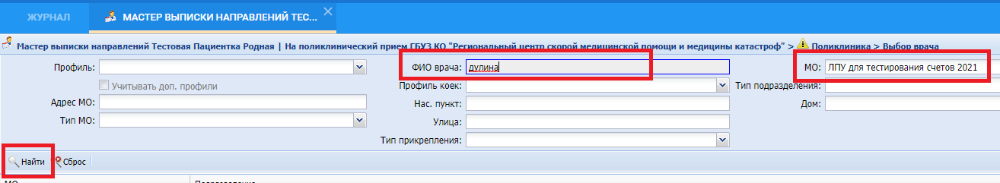 ЖУРНАЛ
МАСТЕР ВЫПИСКИ НАПРАВЛЕНИЙ ТЕС...
Мастер выписки направлений Тестовая Пациентка Родная | На поликлинический прием ГБУЗ КО "Региональный центр скорой медицинской помощи и медицины катастроф" > Поликлиника > Выбор врача
Профиль: ФИО врача: дулина МО: ЛПУ для тестирования счетов 2021
Учитывать доп. профили Профиль коек: Тип подразделения:
Адрес МО: Нас. пункт: Дом:
Тип МО: Улица:
Тип прикрепления:
Найти Сброс
МО Подразделение